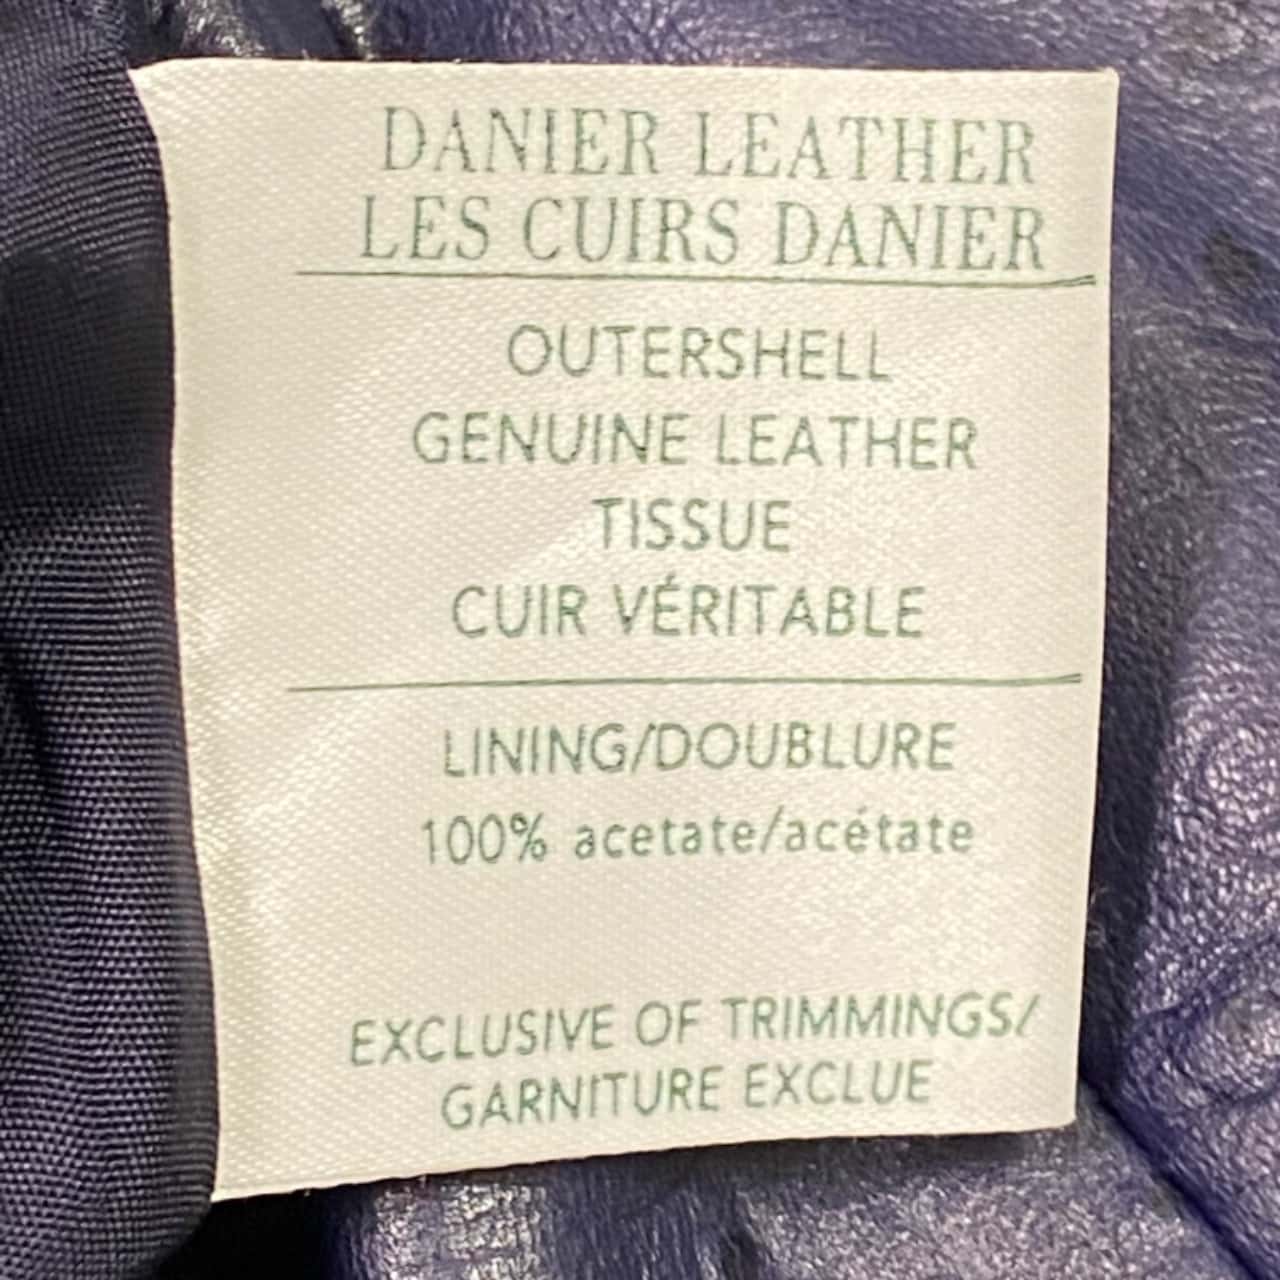 DANIER LEATHER
LES CUIRS DANIER
OUTERSHELL
GENUINE LEATHER
TISSUE
CUIR VÉRITABLE
LINING/DOUBLURE
100% acetate/acétate
EXCLUSIVE OF TRIMMINGS/
GARNITURE EXCLUE